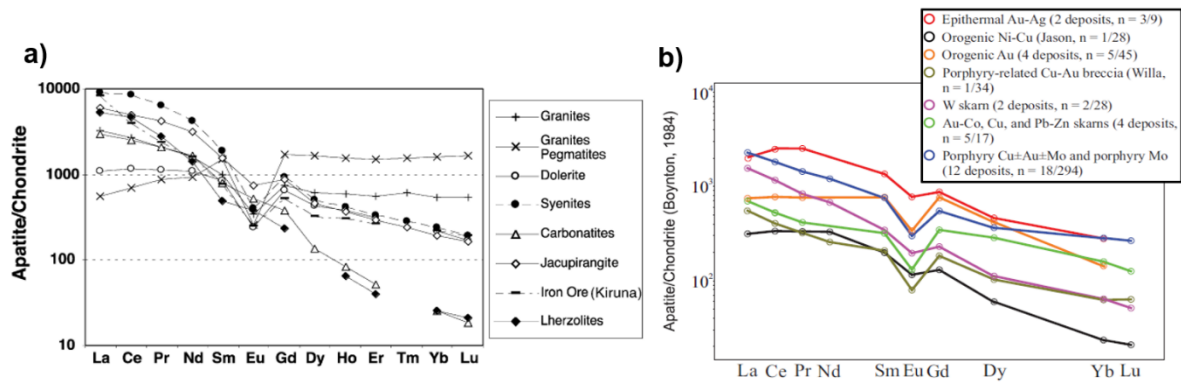 a)
Apatite/Chondrite
10000
1000
100
10
La Ce Pr Nd Sm Eu Gd Dy Ho Er Tm Yb Lu
Granites
Granites
Pegmatites
Dolerite
Syenites
Carbonatites
Jacupirangite
Iron Ore (Kiruna)
Lherzolites
b)
Apatite/Chondrite (Boynton, 1984)
10⁴
10³
10²
La Ce Pr Nd Sm Eu Gd Dy Yb Lu
Epithermal Au-Ag (2 deposits, n = 3/9)
Orogenic Ni-Cu (Jason, n = 1/28)
Orogenic Au (4 deposits, n = 5/45)
Porphyry-related Cu-Au breccia (Willa,
n = 1/34)
W skarn (2 deposits, n = 2/28)
Au-Co, Cu, and Pb-Zn skarns (4 deposits,
n = 5/17)
Porphyry Cu±Au±Mo and porphyry Mo
(12 deposits, n = 18/294)